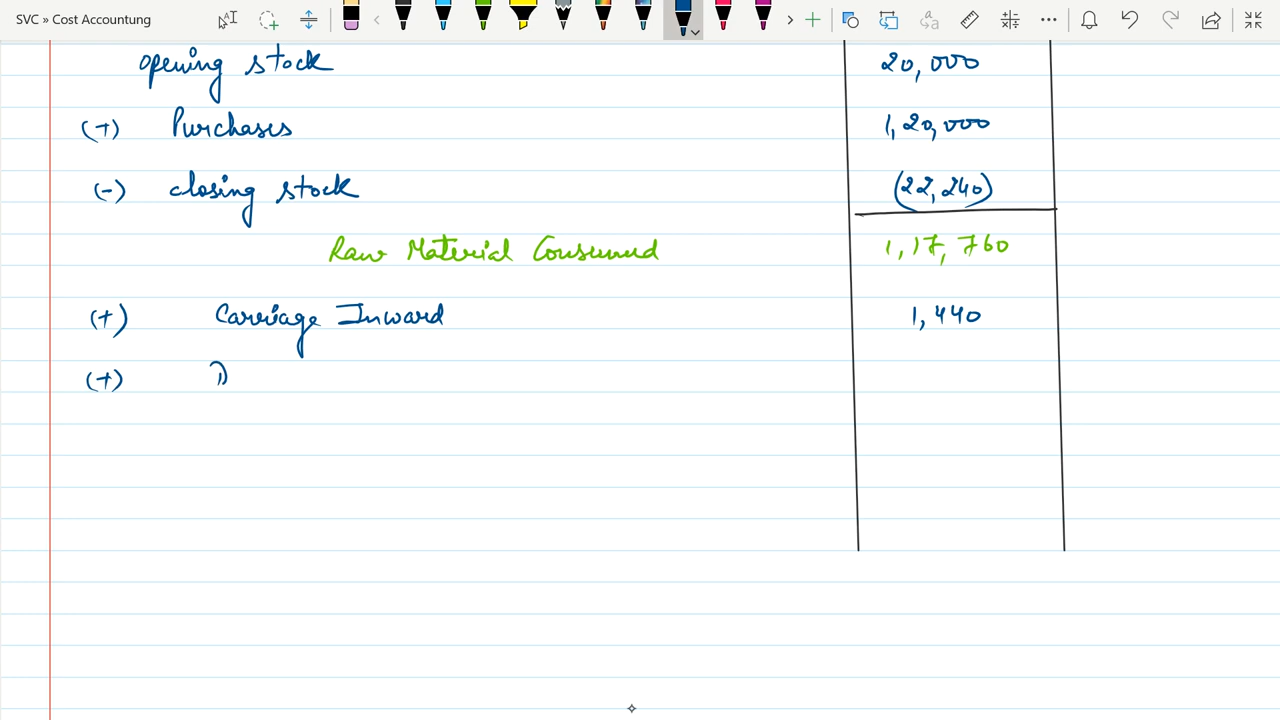 SVC » Cost Accountung
opening stock 20,000
(+) Purchases 1,20,000
(-) closing stock (22,240)
Raw Material Consumed 1,17,760
(+) Carriage Inward 1,440
(+)